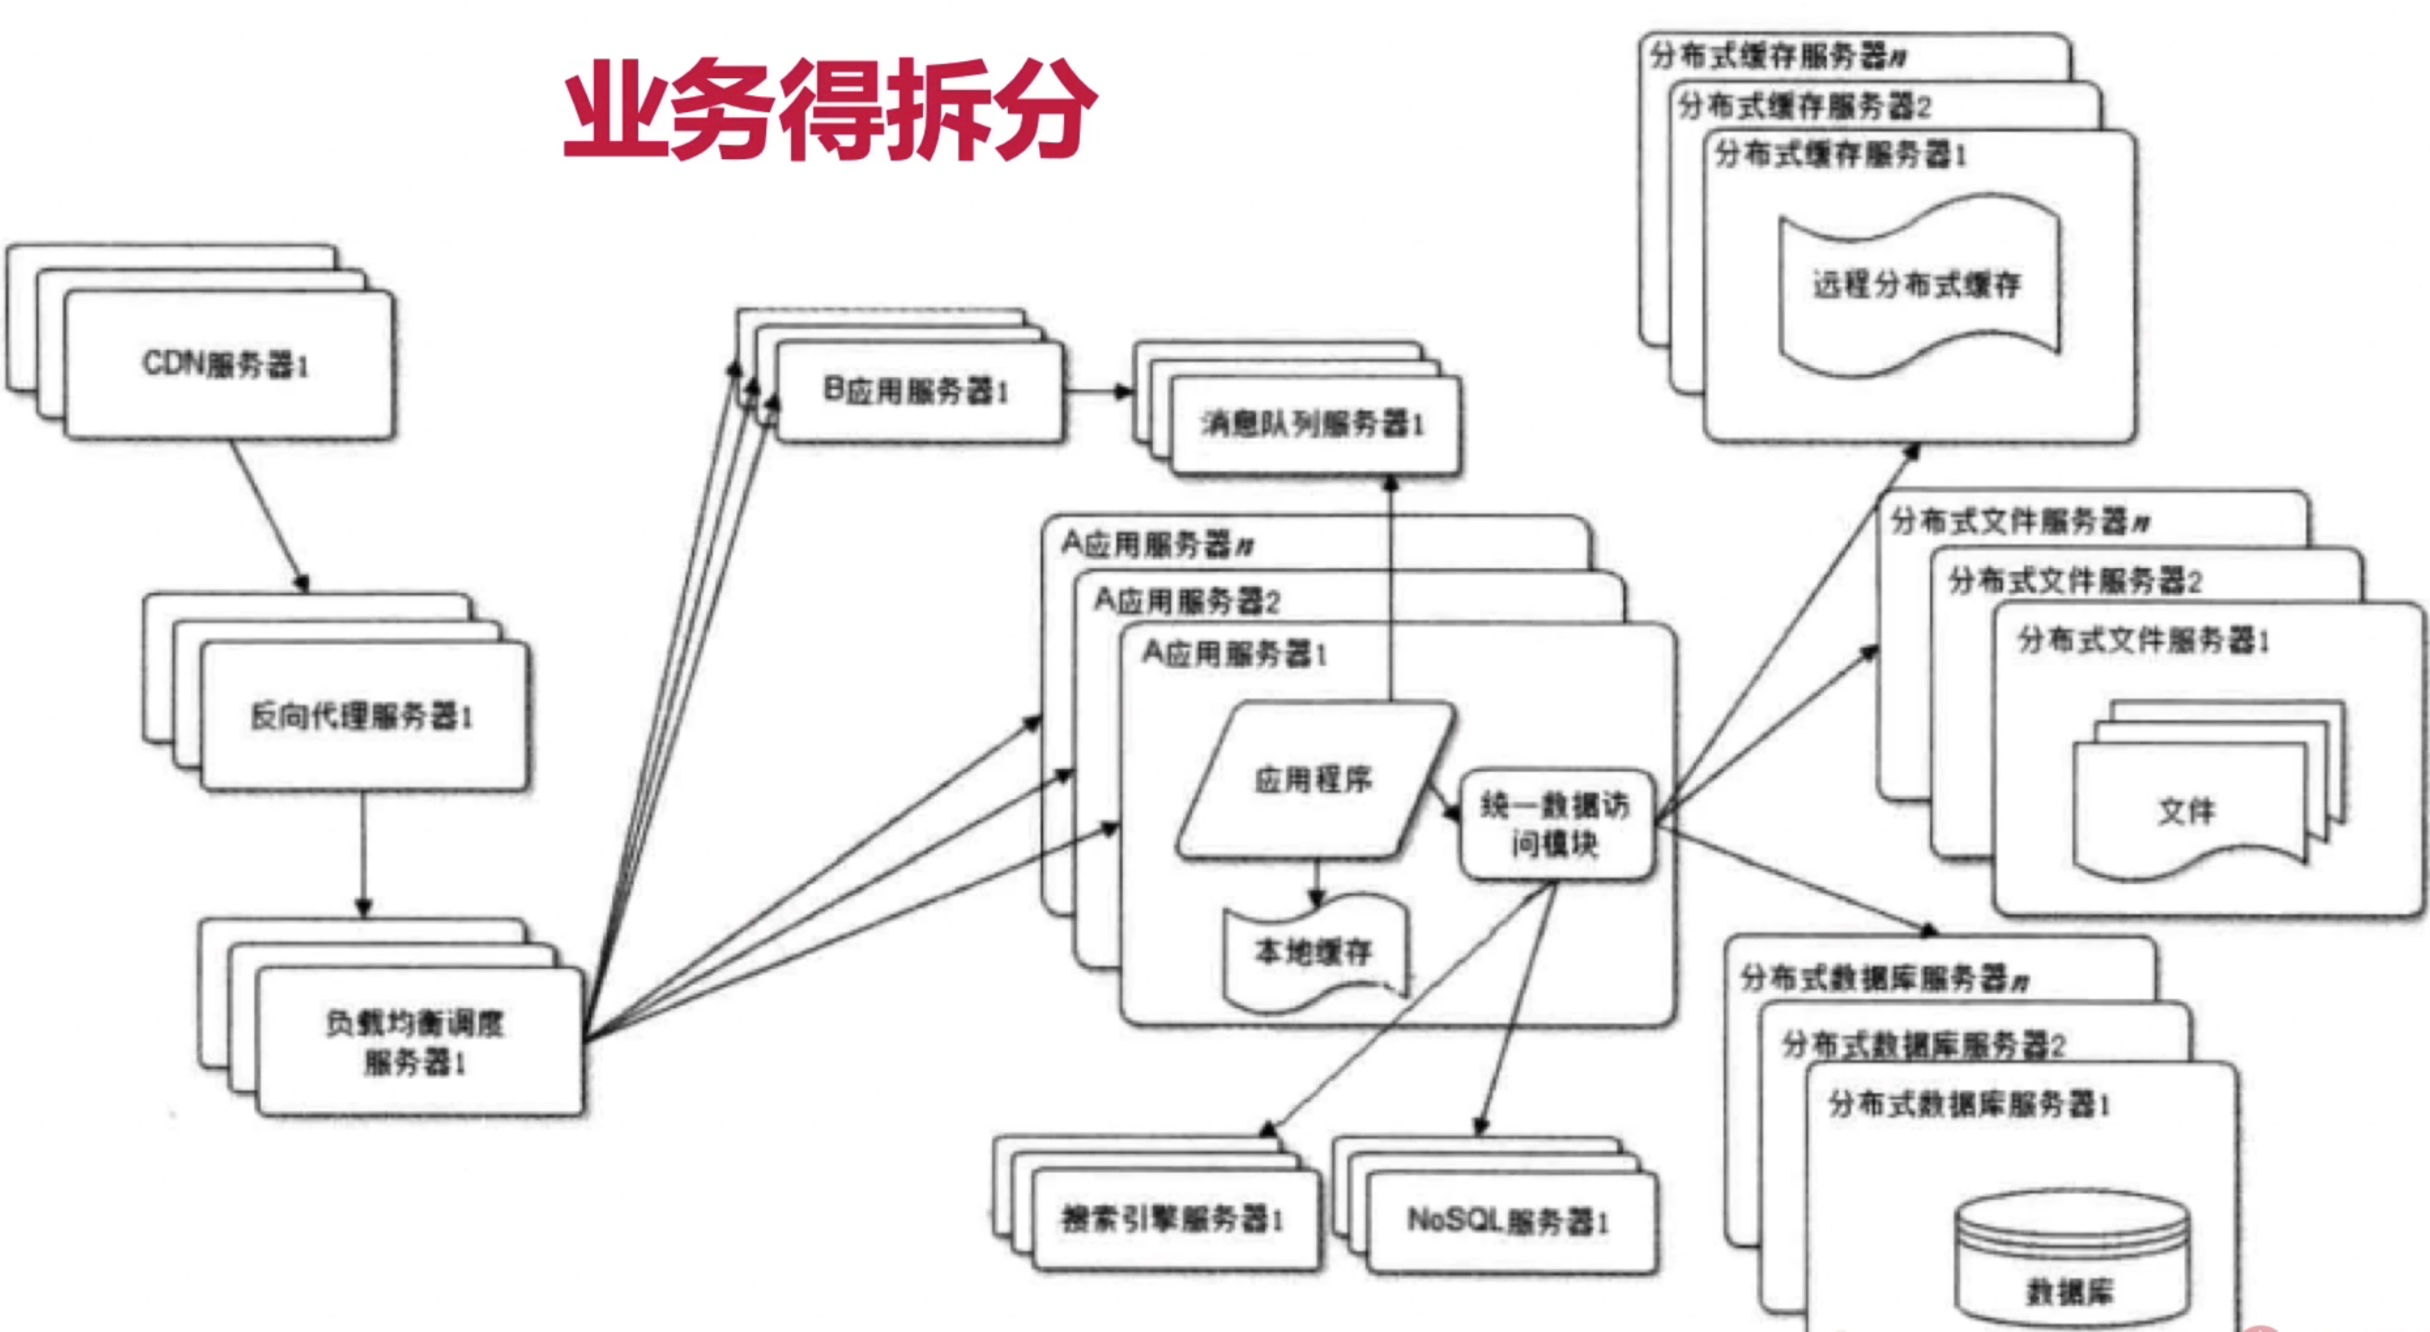 业务得拆分
分布式缓存服务器n
分布式缓存服务器2
分布式缓存服务器1
远程分布式缓存
CDN服务器1
B应用服务器1
消息队列服务器1
分布式文件服务器n
分布式文件服务器2
分布式文件服务器1
文件
A应用服务器n
A应用服务器2
A应用服务器1
反向代理服务器1
应用程序
统一数据访
问模块
本地缓存
负载均衡调度
服务器1
分布式数据库服务器n
分布式数据库服务器2
分布式数据库服务器1
数据库
搜索引擎服务器1
NoSQL服务器1